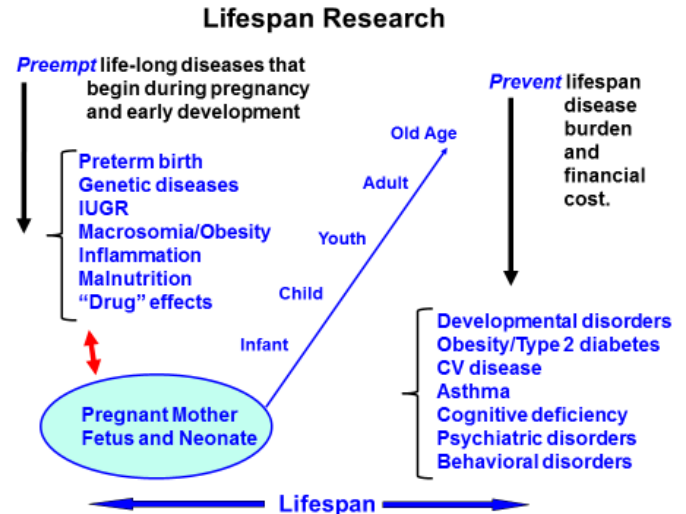 Lifespan Research
Preempt life-long diseases that
begin during pregnancy
and early development
Prevent lifespan
disease
burden
and
financial
cost.
Preterm birth
Genetic diseases
IUGR
Macrosomia/Obesity
Inflammation
Malnutrition
“Drug” effects
Old Age
Adult
Youth
Child
Infant
Pregnant Mother
Fetus and Neonate
Developmental disorders
Obesity/Type 2 diabetes
CV disease
Asthma
Cognitive deficiency
Psychiatric disorders
Behavioral disorders
Lifespan